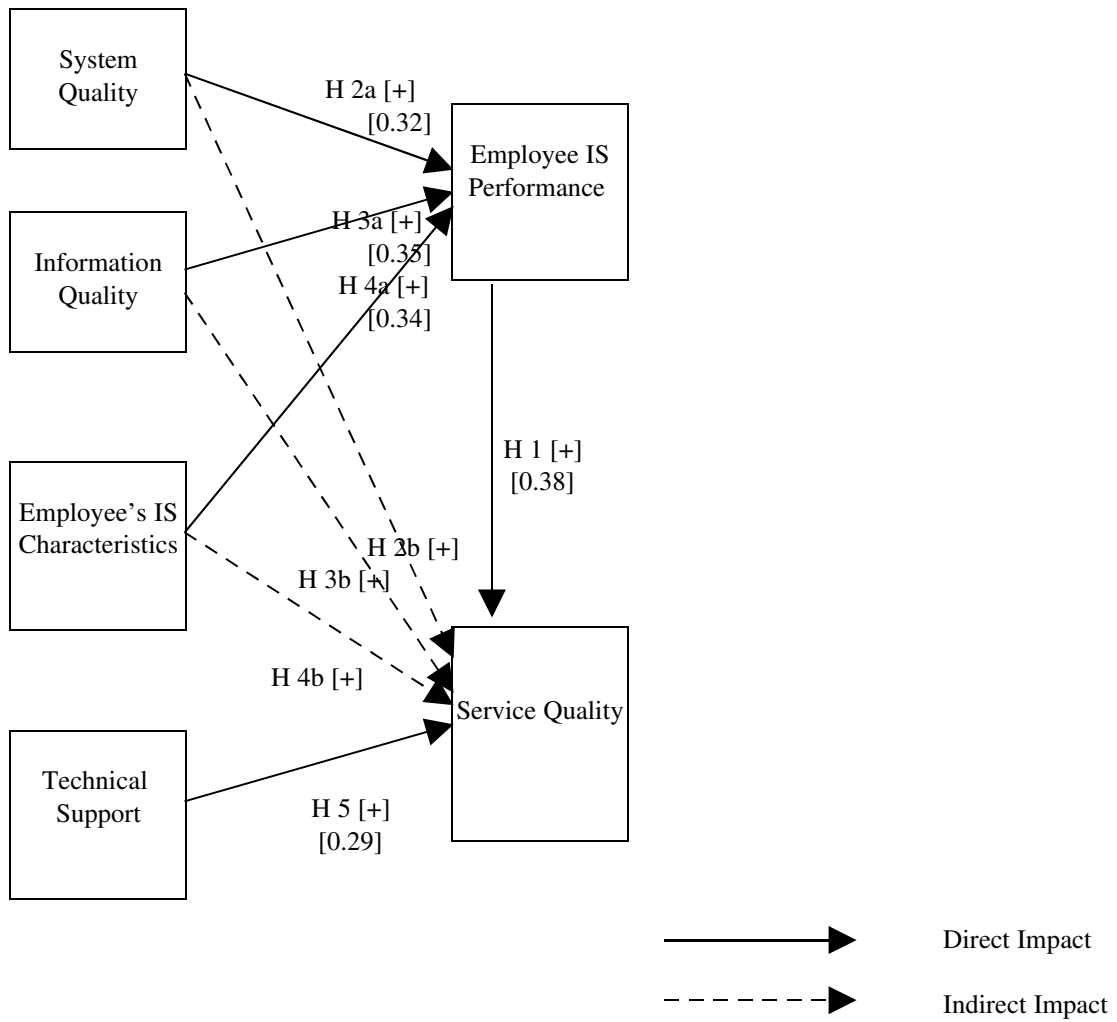 System
Quality
H 2a [+]
[0.32]
Employee IS
Performance
Information
Quality
H 3a [+]
[0.35]
H 4a [+]
[0.34]
H 1 [+]
[0.38]
Employee’s IS
Characteristics
H 2b [+]
H 3b [+]
H 4b [+]
Service Quality
Technical
Support
H 5 [+]
[0.29]
Direct Impact
Indirect Impact